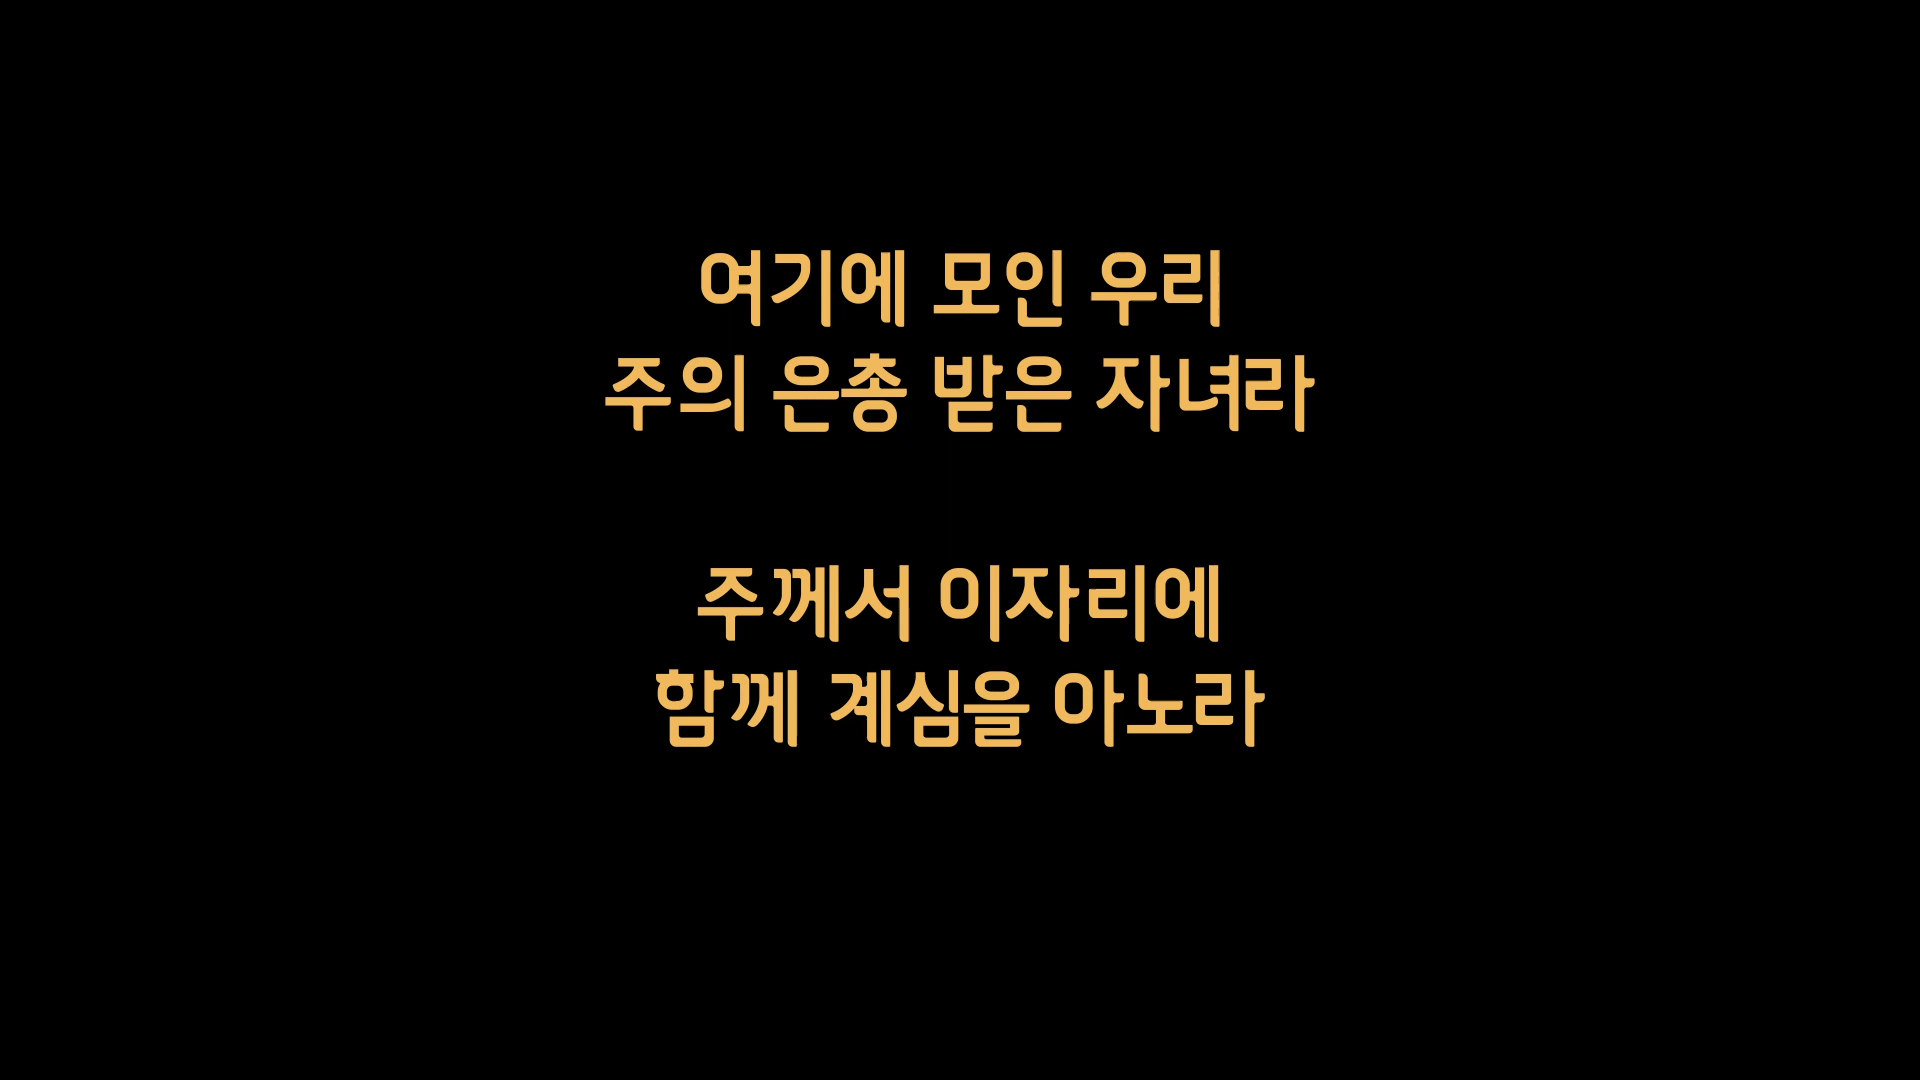 여기에 모인 우리
주의 은총 받은 자녀라
주께서 이자리에
함께 계심을 아노라